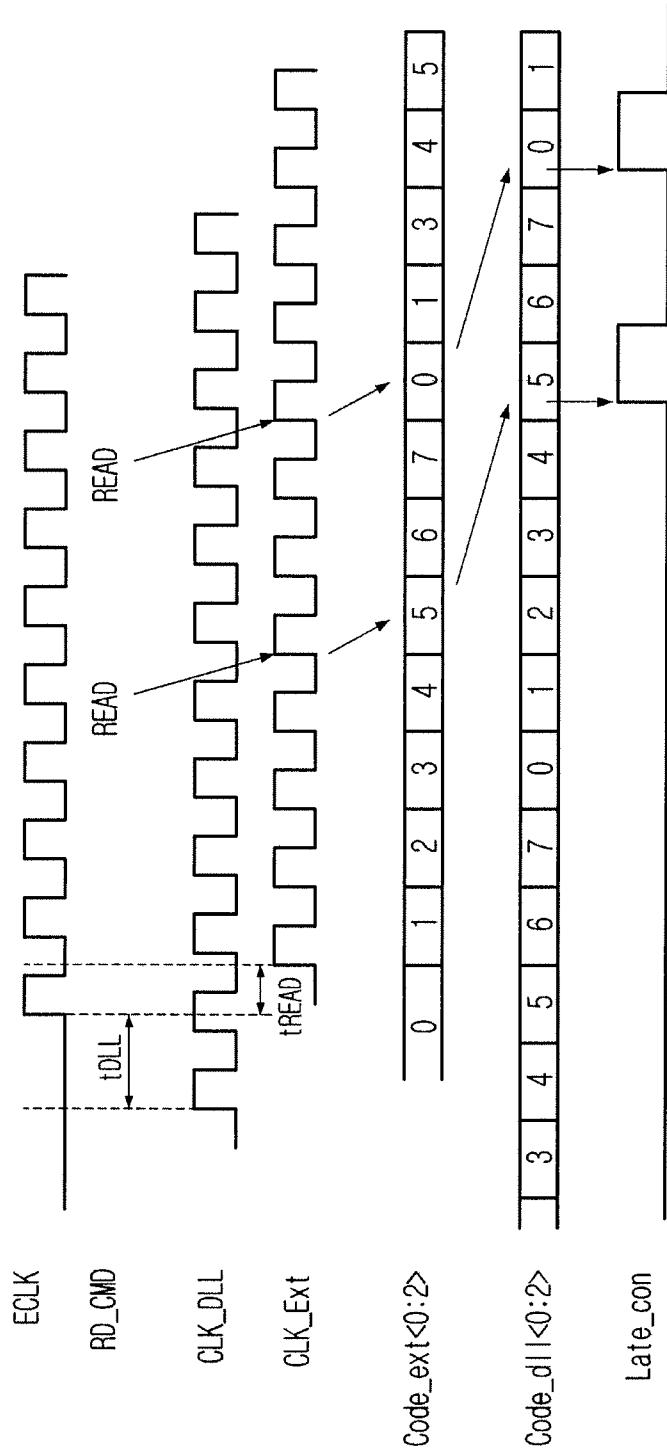 ECLK
RD_CMD READ READ
tDLL
CLK_DLL
tREAD
CLK_Ext
Code_ext<0:2> 0 1 2 3 4 5 6 7 0 1 3 4 5
Code_dll<0:2> 3 4 5 6 7 0 1 2 3 4 5 6 7 0 1
Late_con